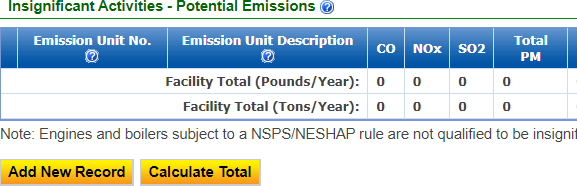 Insignificant Activities - Potential Emissions ?
Emission Unit No. ? Emission Unit Description ? CO NOx SO2 Total PM
Facility Total (Pounds/Year): 0 0 0 0
Facility Total (Tons/Year): 0 0 0 0
Note: Engines and boilers subject to a NSPS/NESHAP rule are not qualified to be insignif
Add New Record Calculate Total